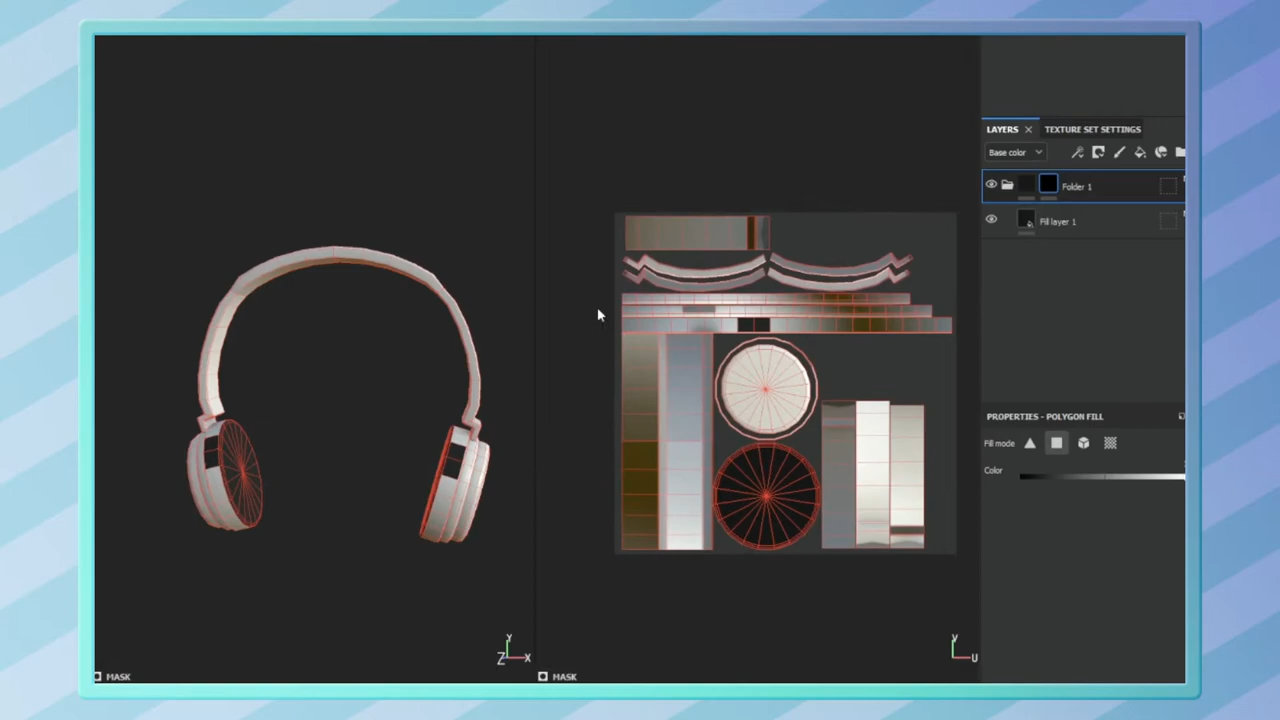 LAYERS
TEXTURE SET SETTINGS
Base color
Folder 1
Fill layer 1
PROPERTIES - POLYGON FILL
Fill mode
Color
Y
Z X
V
U
MASK
MASK